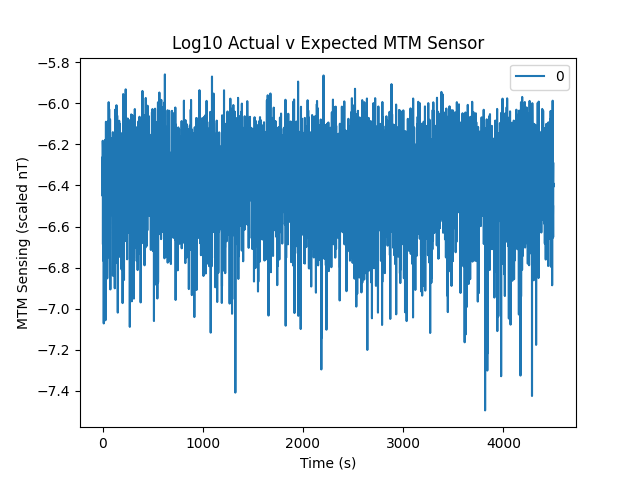 Log10 Actual v Expected MTM Sensor
0
MTM Sensing (scaled nT)
−5.8
−6.0
−6.2
−6.4
−6.6
−6.8
−7.0
−7.2
−7.4
0 1000 2000 3000 4000
Time (s)